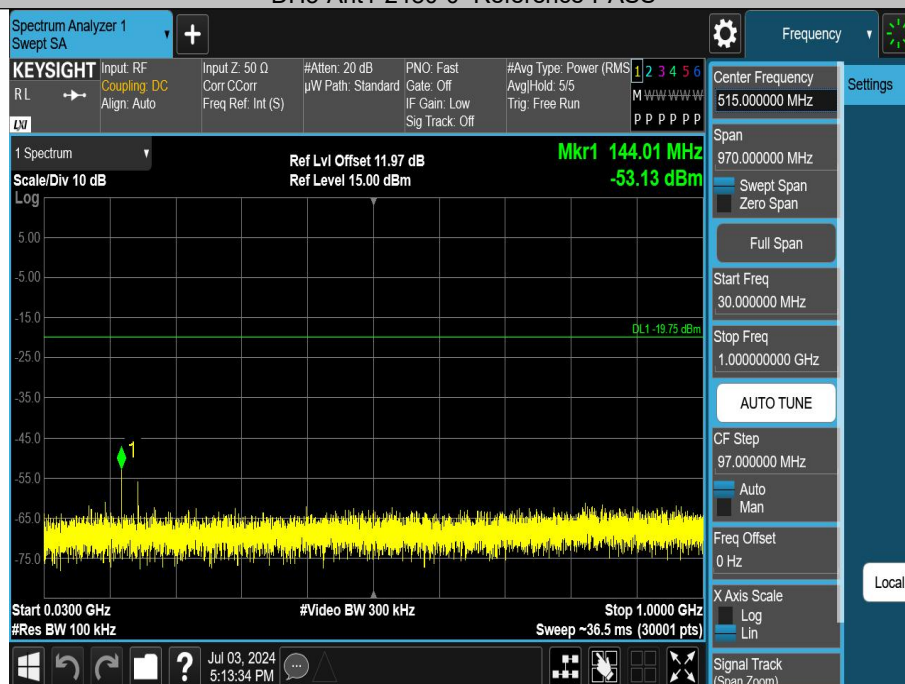 Spectrum Analyzer 1
Swept SA
Frequency
KEYSIGHT
RL
LXI
Input: RF
Coupling: DC
Align: Auto
Input Z: 50 Ω
Corr CCorr
Freq Ref: Int (S)
#Atten: 20 dB
µW Path: Standard
PNO: Fast
Gate: Off
IF Gain: Low
Sig Track: Off
#Avg Type: Power (RMS
Avg|Hold: 5/5
Trig: Free Run
1 2 3 4 5 6
M W W W W W
P P P P P P
1 Spectrum
Scale/Div 10 dB
Log
Ref Lvl Offset 11.97 dB
Ref Level 15.00 dBm
Mkr1 144.01 MHz
-53.13 dBm
5.00
-5.00
-15.0
DL1 -19.75 dBm
-25.0
-35.0
-45.0
1
-55.0
-65.0
-75.0
Start 0.0300 GHz
#Res BW 100 kHz
#Video BW 300 kHz
Stop 1.0000 GHz
Sweep ~36.5 ms (30001 pts)
Jul 03, 2024
5:13:34 PM
Center Frequency
515.000000 MHz
Settings
Span
970.000000 MHz
Swept Span
Zero Span
Full Span
Start Freq
30.000000 MHz
Stop Freq
1.000000000 GHz
AUTO TUNE
CF Step
97.000000 MHz
Auto
Man
Freq Offset
0 Hz
Local
X Axis Scale
Log
Lin
Signal Track
(Span Zoom)